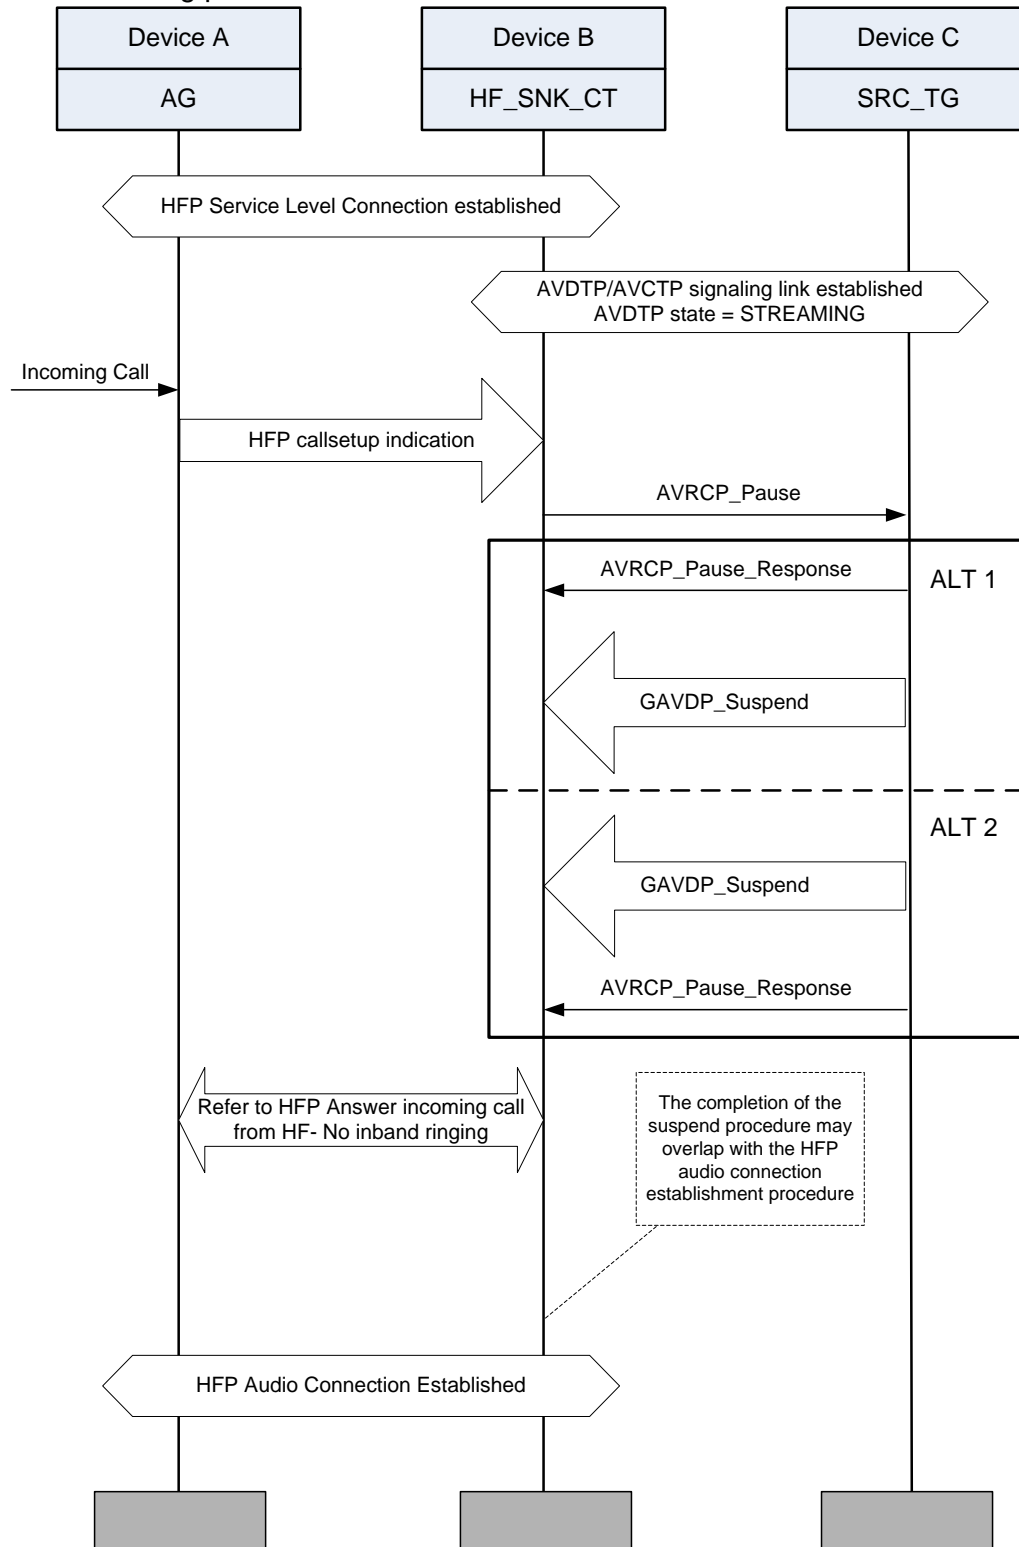 Device A
Device B
Device C
AG
HF_SNK_CT
SRC_TG
HFP Service Level Connection established
AVDTP/AVCTP signaling link established
AVDTP state = STREAMING
Incoming Call
HFP callsetup indication
AVRCP_Pause
AVRCP_Pause_Response
ALT 1
GAVDP_Suspend
ALT 2
GAVDP_Suspend
AVRCP_Pause_Response
Refer to HFP Answer incoming call
from HF- No inband ringing
The completion of the
suspend procedure may
overlap with the HFP
audio connection
establishment procedure
HFP Audio Connection Established